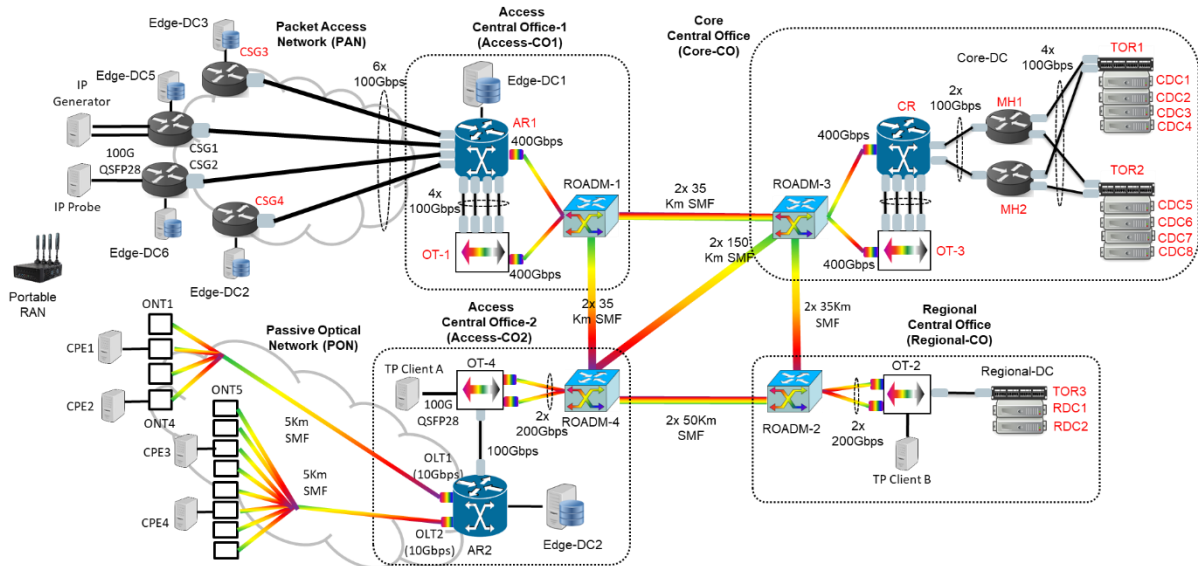 Edge-DC3
Packet Access
Network (PAN)
CSG3
Edge-DC5
IP
Generator
CSG1
100G
QSFP28
CSG2
IP Probe
CSG4
Edge-DC6
Edge-DC2
Portable
RAN
6x
100Gbps
Access
Central Office-1
(Access-CO1)
Edge-DC1
AR1
400Gbps
4x
100Gbps
OT-1
400Gbps
ROADM-1
2x 35
Km SMF
2x 150
Km SMF
2x 35
Km SMF
Core
Central Office
(Core-CO)
Core-DC
CR
400Gbps
ROADM-3
400Gbps
OT-3
2x
100Gbps
MH1
MH2
4x
100Gbps
TOR1
CDC1
CDC2
CDC3
CDC4
TOR2
CDC5
CDC6
CDC7
CDC8
2x 35Km
SMF
Passive Optical
Network (PON)
ONT1
CPE1
CPE2
ONT4
ONT5
CPE3
CPE4
5Km
SMF
5Km
SMF
Access
Central Office-2
(Access-CO2)
TP Client A
OT-4
100G
QSFP28
2x
200Gbps
ROADM-4
100Gbps
OLT1
(10Gbps)
OLT2
(10Gbps)
AR2
Edge-DC2
2x 50Km
SMF
Regional
Central Office
(Regional-CO)
ROADM-2
OT-2
2x
200Gbps
TP Client B
Regional-DC
TOR3
RDC1
RDC2